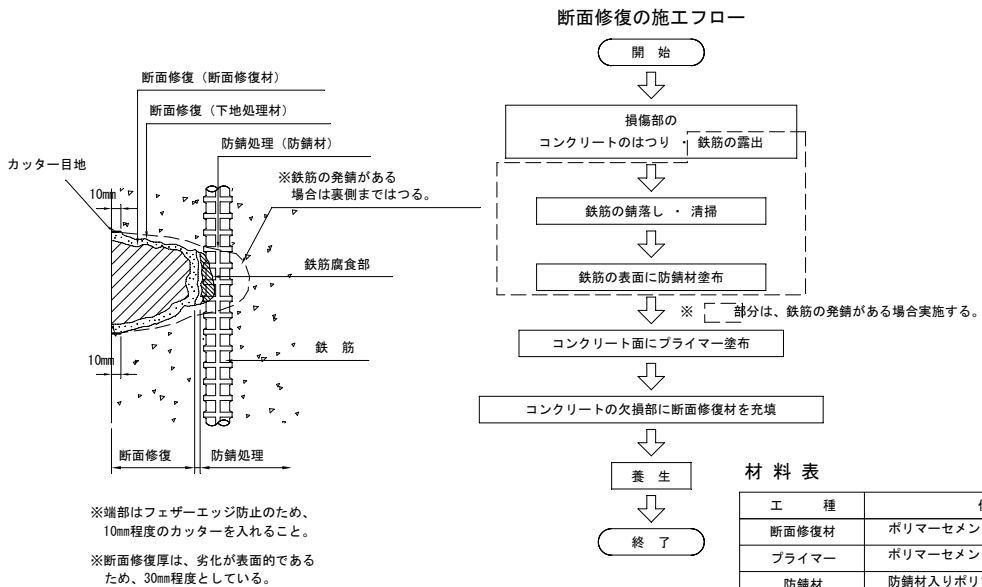 断面修復の施工フロー
断面修復（断面修復材）
断面修復（下地処理材）
防錆処理（防錆材）
カッター目地
※鉄筋の発錆がある
場合は裏側まではつる。
10mm
鉄筋腐食部
鉄 筋
10mm
断面修復
防錆処理
※端部はフェザーエッジ防止のため、
10mm程度のカッターを入れること。
※断面修復厚は、劣化が表面的である
ため、30mm程度としている。
開 始
損傷部の
コンクリートのはつり ・ 鉄筋の露出
鉄筋の錆落し ・ 清掃
鉄筋の表面に防錆材塗布
※ 部分は、鉄筋の発錆がある場合実施する。
コンクリート面にプライマー塗布
コンクリートの欠損部に断面修復材を充填
養 生
終 了
材 料 表
工 種
断面修復材 ポリマーセメン
プライマー ポリマーセメン
防錆材 防錆材入りポリ